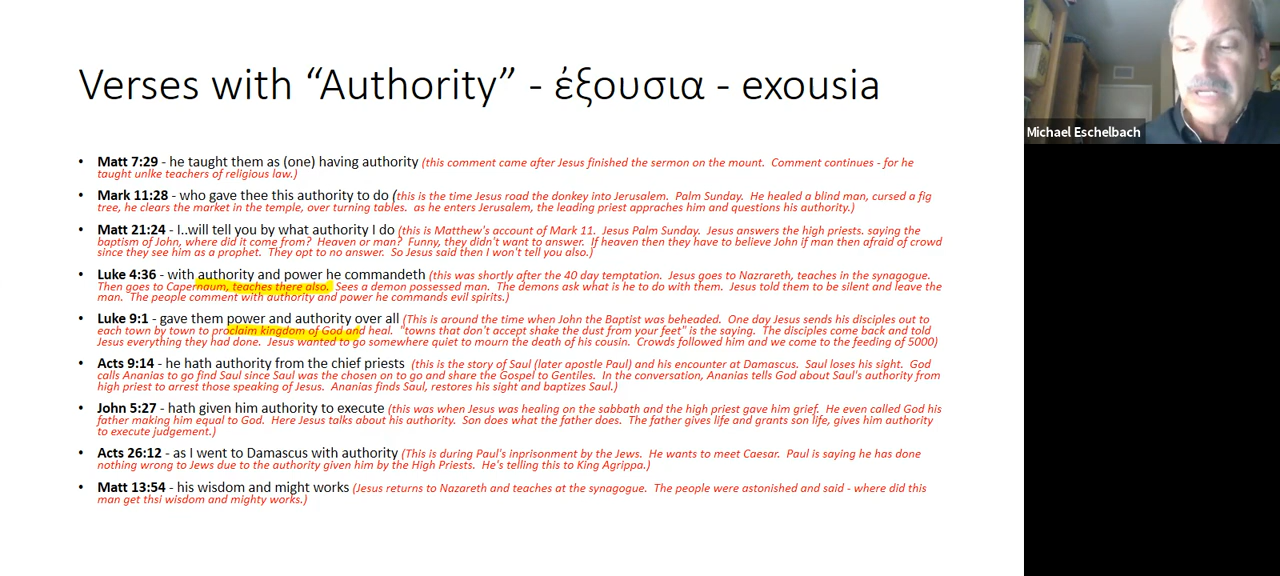 Verses with “Authority” - ἐξουσια - exousia
• Matt 7:29 - he taught them as (one) having authority (this comment came after Jesus finished the sermon on the mount. Comment continues - for he
taught unlke teachers of religious law.)
• Mark 11:28 - who gave thee this authority to do (this is the time Jesus road the donkey into Jerusalem. Palm Sunday. He healed a blind man, cursed a fig
tree, he clears the market in the temple, over turning tables. as he enters Jerusalem, the leading priest appraches him and questions his authority.)
• Matt 21:24 - I..will tell you by what authority I do (this is Matthew's account of Mark 11. Jesus Palm Sunday. Jesus answers the high priests. saying the
baptism of John, where did it come from? Heaven or man? Funny, they didn't want to answer. If heaven then they have to believe John if man then afraid of crowd
since they see him as a prophet. They opt to no answer. So Jesus said then I won't tell you also.)
• Luke 4:36 - with authority and power he commandeth (this was shortly after the 40 day temptation. Jesus goes to Nazrareth, teaches in the synagogue.
Then goes to Capernaum, teaches there also. Sees a demon possessed man. The demons ask what is he to do with them. Jesus told them to be silent and leave the
man. The people comment with authority and power he commands evil spirits.)
• Luke 9:1 - gave them power and authority over all (This is around the time when John the Baptist was beheaded. One day Jesus sends his disciples out to
each town by town to proclaim kingdom of God and heal. "towns that don't accept shake the dust from your feet" is the saying. The disciples come back and told
Jesus everything they had done. Jesus wanted to go somewhere quiet to mourn the death of his cousin. Crowds followed him and we come to the feeding of 5000)
• Acts 9:14 - he hath authority from the chief priests (this is the story of Saul (later apostle Paul) and his encounter at Damascus. Saul loses his sight. God
calls Ananias to go find Saul since Saul was the chosen on to go and share the Gospel to Gentiles. In the conversation, Ananias tells God about Saul's authority from
high priest to arrest those speaking of Jesus. Ananias finds Saul, restores his sight and baptizes Saul.)
• John 5:27 - hath given him authority to execute (this was when Jesus was healing on the sabbath and the high priest gave him grief. He even called God his
father making him equal to God. Here Jesus talks about his authority. Son does what the father does. The father gives life and grants son life, gives him authority
to execute judgement.)
• Acts 26:12 - as I went to Damascus with authority (This is during Paul's inprisonment by the Jews. He wants to meet Caesar. Paul is saying he has done
nothing wrong to Jews due to the authority given him by the High Priests. He's telling this to King Agrippa.)
• Matt 13:54 - his wisdom and might works (Jesus returns to Nazareth and teaches at the synagogue. The people were astonished and said - where did this
man get thsi wisdom and mighty works.)
Michael Eschelbach